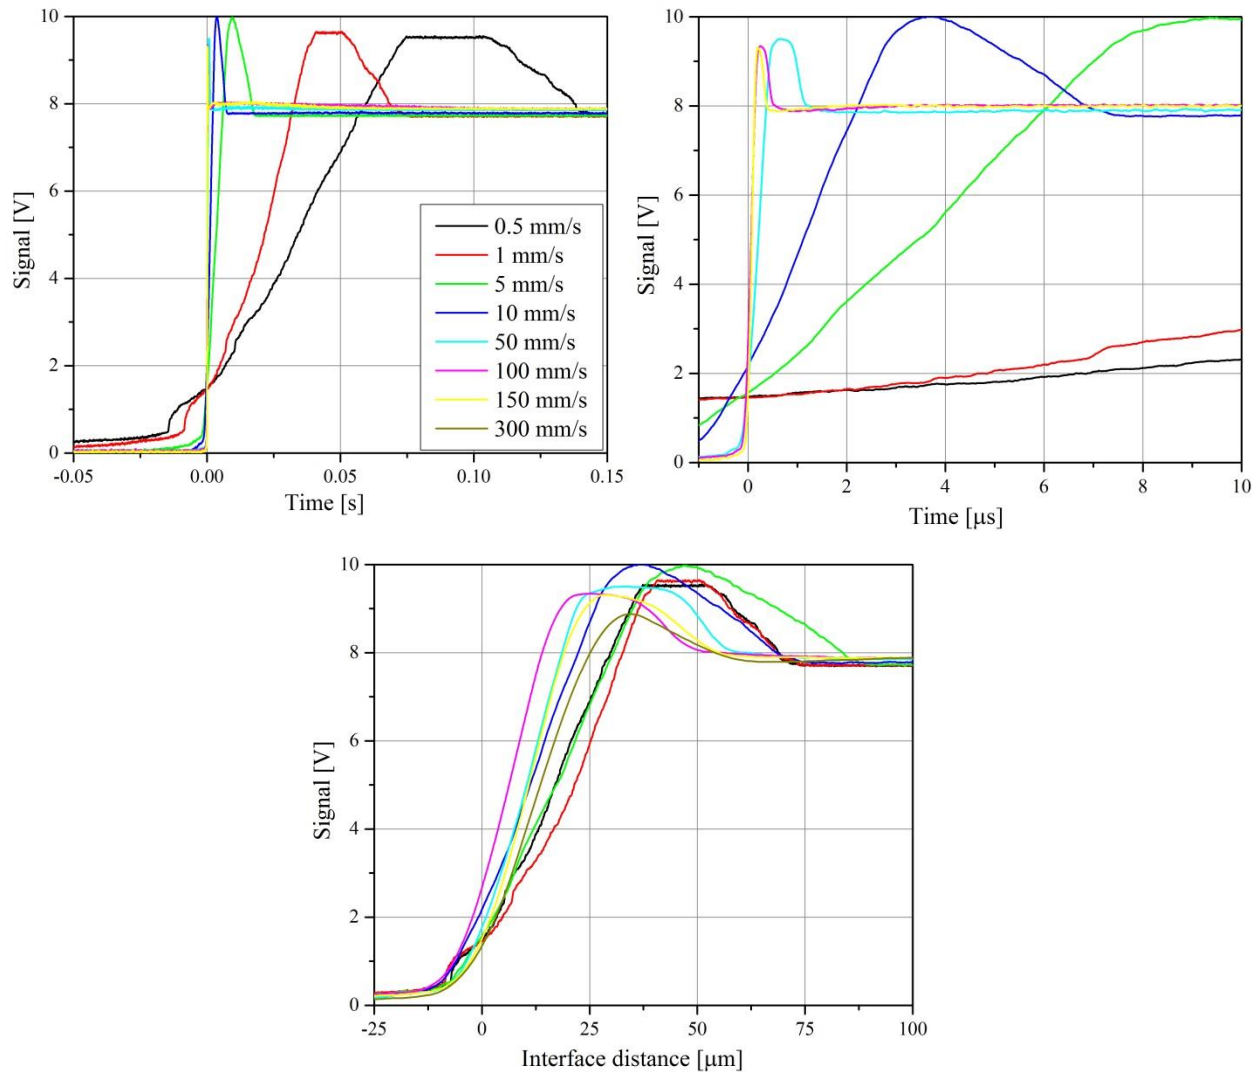 10
8
6
4
2
0
Signal [V]
-0.05
0.00
0.05
0.10
0.15
Time [s]
0.5 mm/s
1 mm/s
5 mm/s
10 mm/s
50 mm/s
100 mm/s
150 mm/s
300 mm/s
10
8
6
4
2
0
Signal [V]
0
2
4
6
8
10
Time [μs]
10
8
6
4
2
0
Signal [V]
-25
0
25
50
75
100
Interface distance [μm]